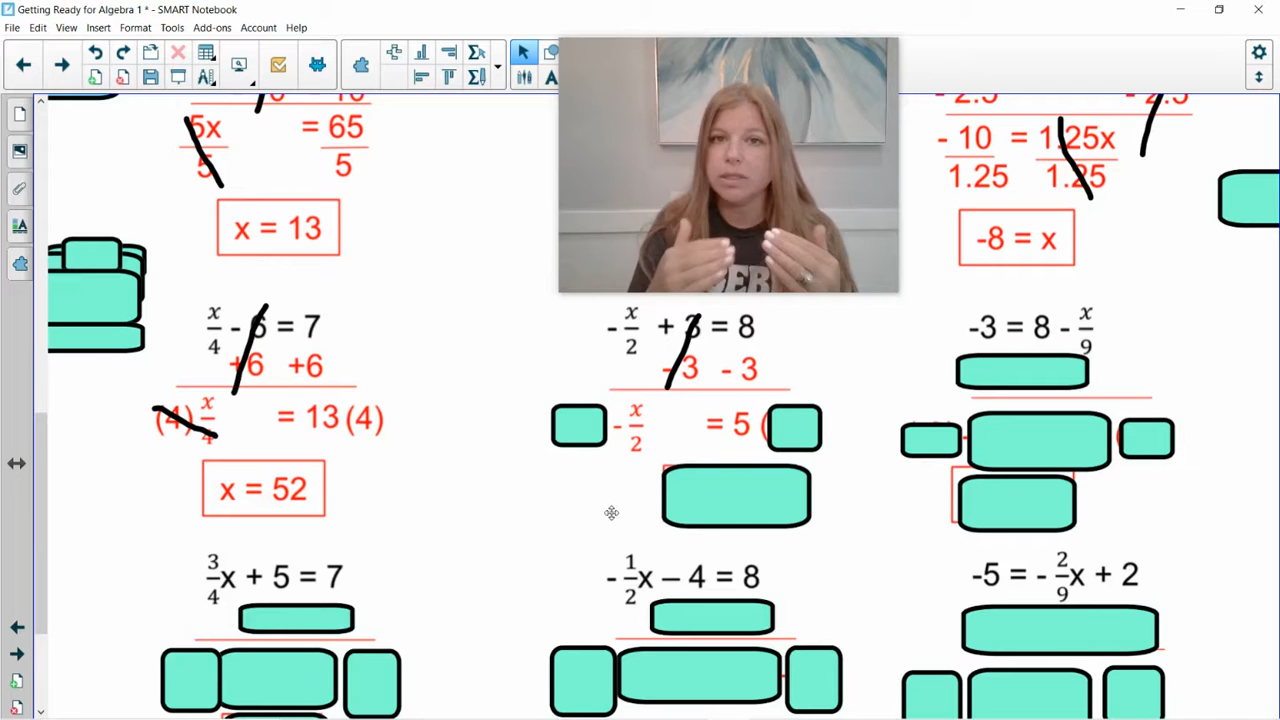 Getting Ready for Algebra 1 * - SMART Notebook
File Edit View Insert Format Tools Add-ons Account Help
5x = 65
5 5
x = 13
- 10 = 1.25x
1.25 1.25
-8 = x
x/4 - 6 = 7
+6 +6
(4) x/4 = 13 (4)
x = 52
- x/2 + 3 = 8
- 3 - 3
- x/2 = 5 (
-3 = 8 - x/9
3/4x + 5 = 7
- 1/2x – 4 = 8
-5 = - 2/9x + 2